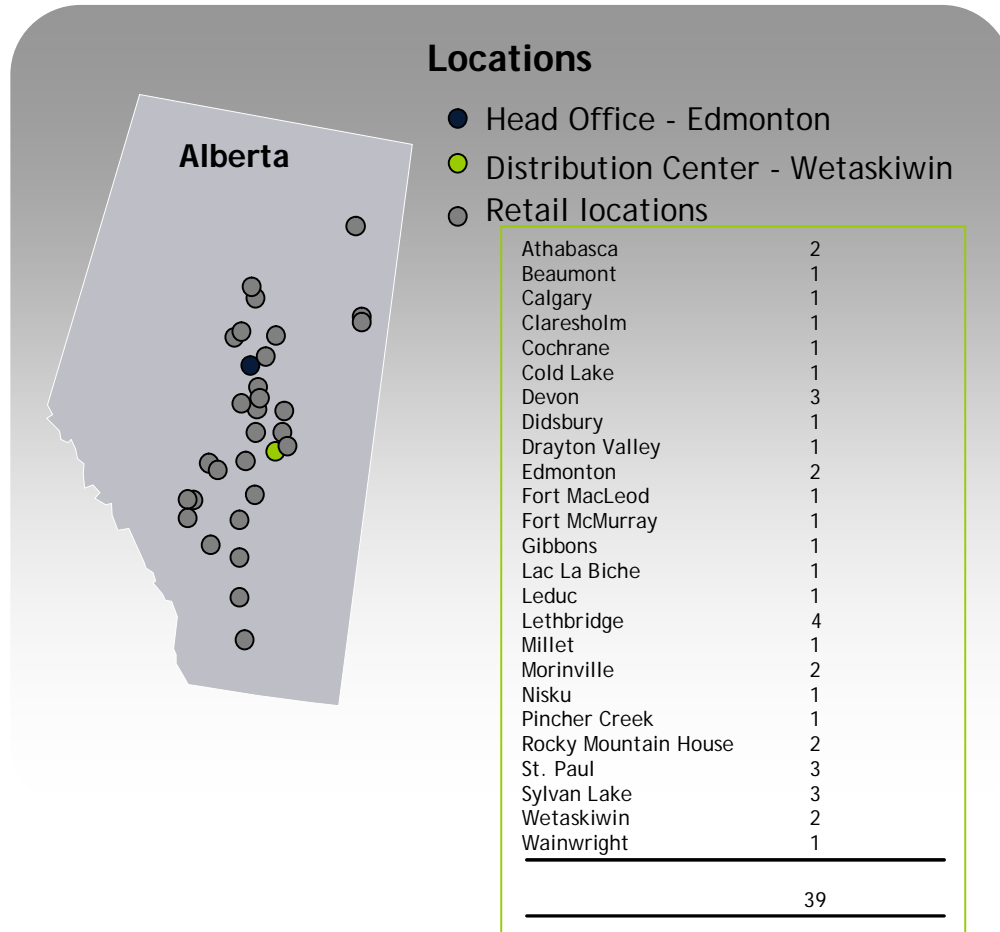 Locations
Alberta
Head Office - Edmonton
Distribution Center - Wetaskiwin
Retail locations
Athabasca 2
Beaumont 1
Calgary 1
Claresholm 1
Cochrane 1
Cold Lake 1
Devon 3
Didsbury 1
Drayton Valley 1
Edmonton 2
Fort MacLeod 1
Fort McMurray 1
Gibbons 1
Lac La Biche 1
Leduc 1
Lethbridge 4
Millet 1
Morinville 2
Nisku 1
Pincher Creek 1
Rocky Mountain House 2
St. Paul 3
Sylvan Lake 3
Wetaskiwin 2
Wainwright 1
39